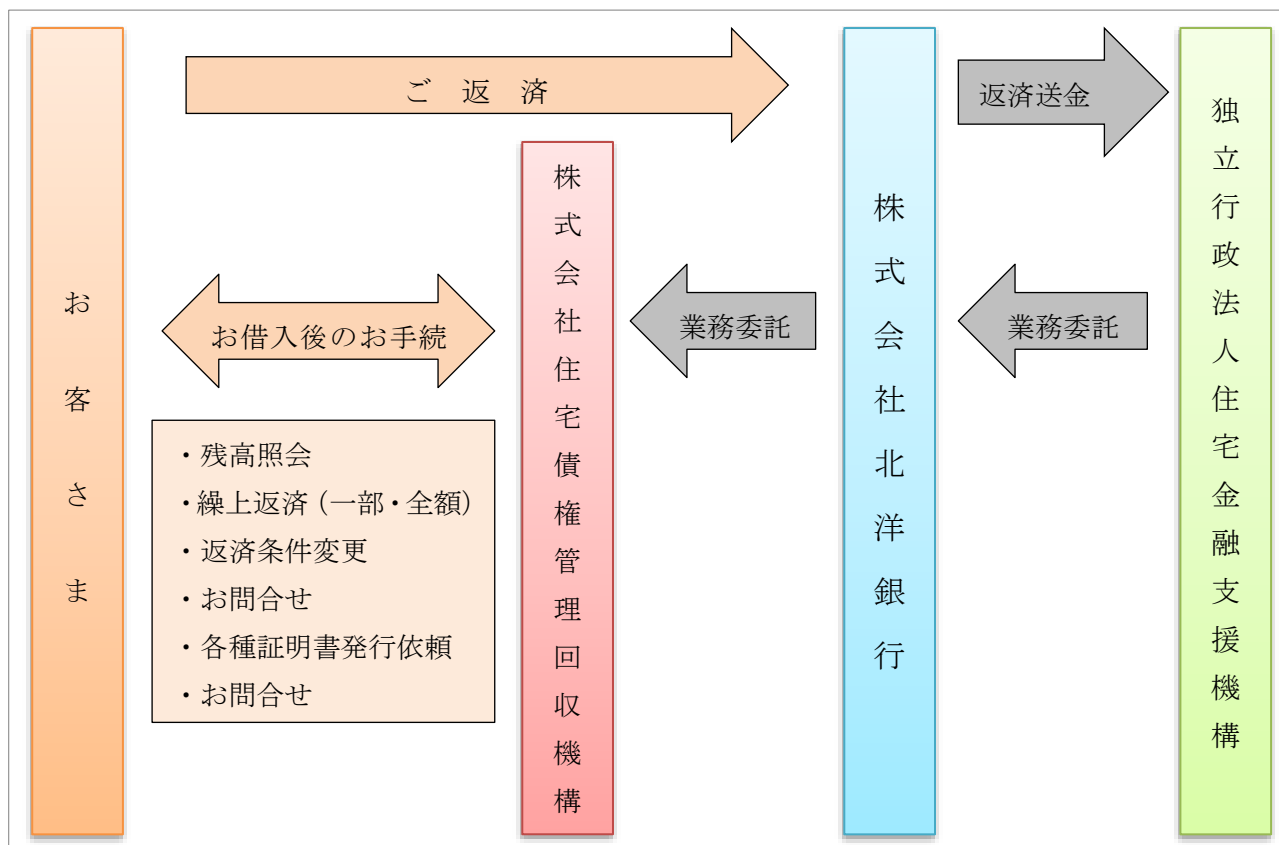 お客さま
ご返済
お借入後のお手続
・残高照会
・繰上返済(一部・全額)
・返済条件変更
・お問合せ
・各種証明書発行依頼
・お問合せ
株式会社住宅債権管理回収機構
業務委託
株式会社北洋銀行
返済送金
業務委託
独立行政法人住宅金融支援機構